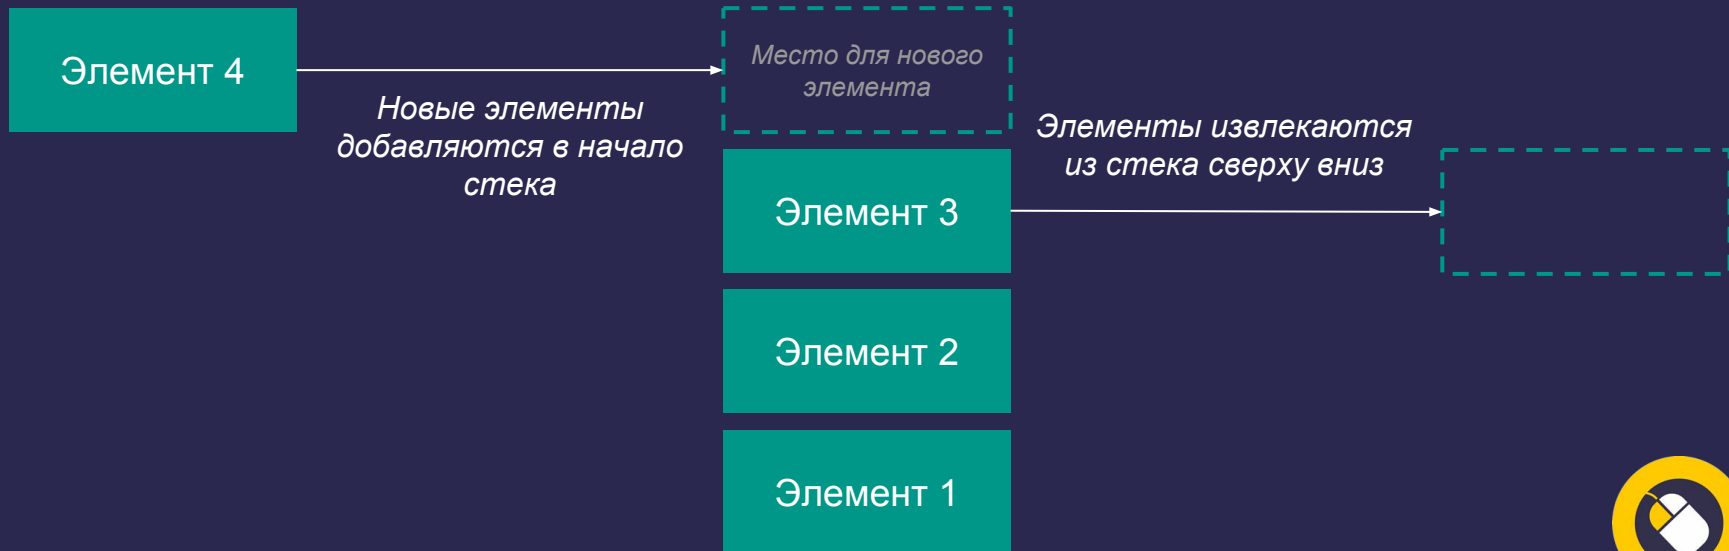 Элемент 4
Новые элементы
добавляются в начало
стека
Место для нового
элемента
Элементы извлекаются
из стека сверху вниз
Элемент 3
Элемент 2
Элемент 1